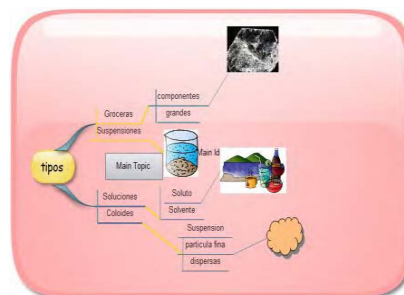 componentes
grandes
Groceras
Suspensiones
Main Id
tipos
Main Topic
Soluciones
Coloides
Soluto
Solvente
Suspension
particula fina
dispersas